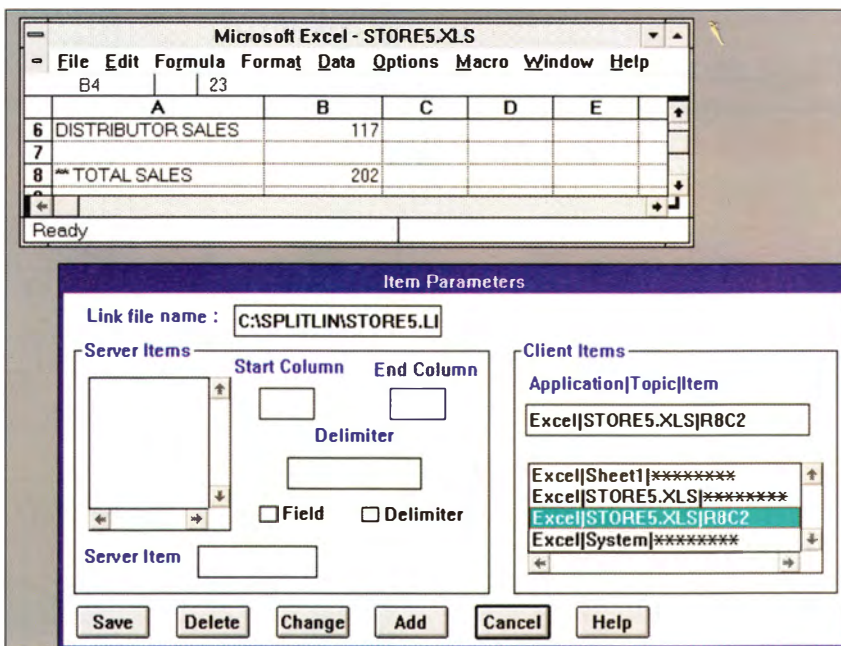 Microsoft Excel - STORE5.XLS
File Edit Formula Format Data Options Macro Window Help
B4 23
A B C D E
6 DISTRIBUTOR SALES 117
7
8 ** TOTAL SALES 202
Ready
Item Parameters
Link file name : C:\SPLITLIN\STORE5.LI
Server Items
Start Column End Column
Delimiter
Field Delimiter
Server Item
Client Items
Application|Topic|Item
Excel|STORE5.XLS|R8C2
Excel|Sheet1|********
Excel|STORE5.XLS|********
Excel|STORE5.XLS|R8C2
Excel|System|********
Save Delete Change Add Cancel Help